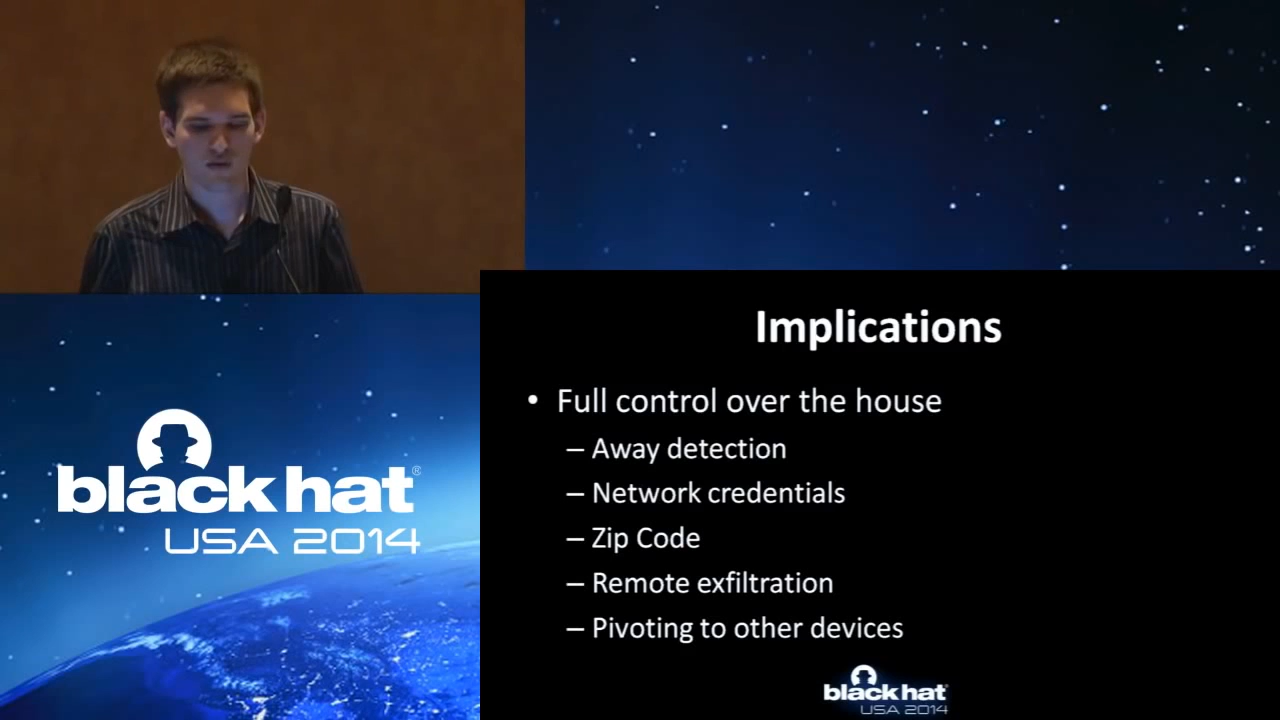 Implications
• Full control over the house
– Away detection
– Network credentials
– Zip Code
– Remote exfiltration
– Pivoting to other devices
black hat®
USA 2014
black hat
USA 2014